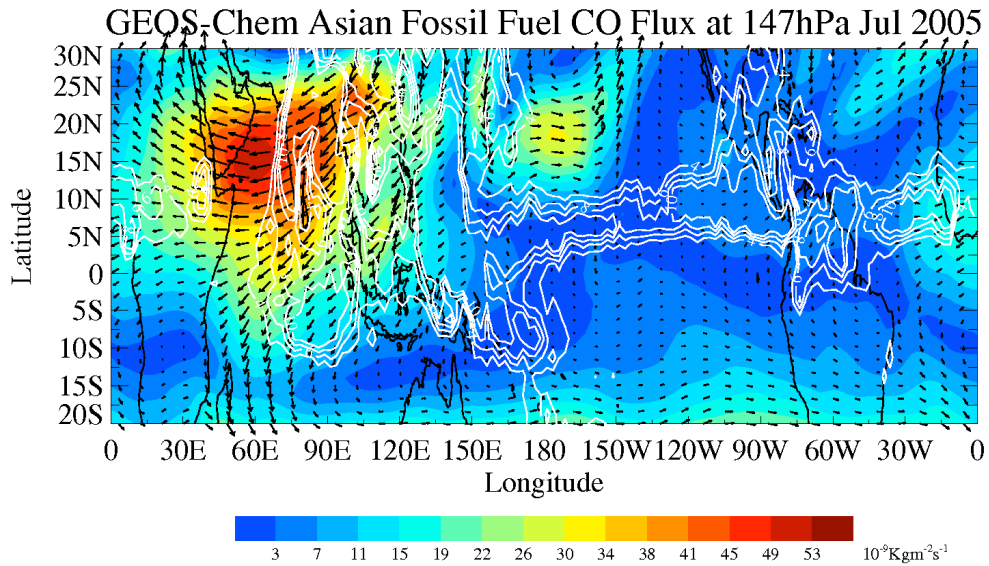 GEOS-Chem Asian Fossil Fuel CO Flux at 147hPa Jul 2005
30N
25N
20N
15N
10N
5N
0
5S
10S
15S
20S
Latitude
0 30E 60E 90E 120E 150E 180 150W 120W 90W 60W 30W 0
Longitude
3 7 11 15 19 22 26 30 34 38 41 45 49 53 10⁻⁹Kgm⁻²s⁻¹